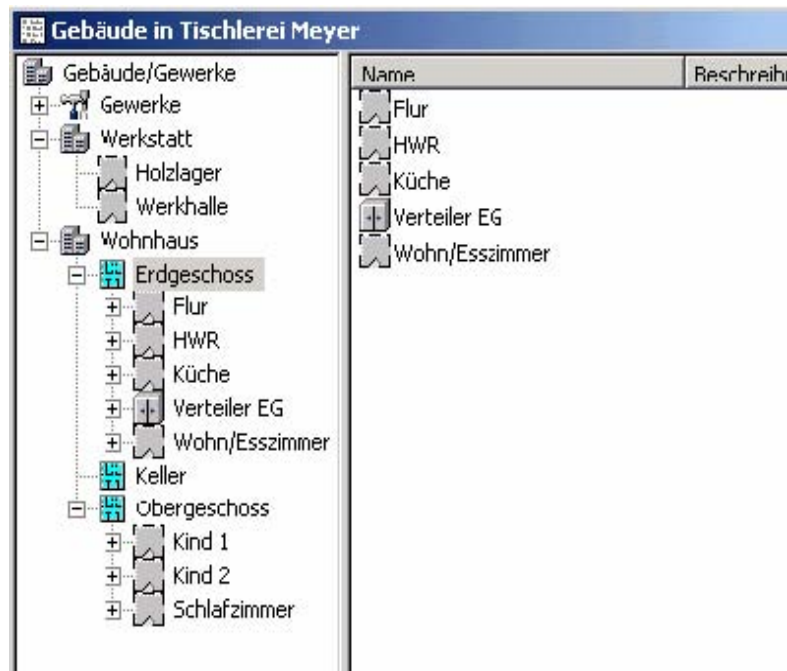 Gebäude in Tischlerei Meyer
Gebäude/Gewerke
Gewerke
Werkstatt
Holzlager
Werkhalle
Wohnhaus
Erdgeschoss
Flur
HWR
Küche
Verteiler EG
Wohn/Esszimmer
Keller
Obergeschoss
Kind 1
Kind 2
Schlafzimmer
Name
Flur
HWR
Küche
Verteiler EG
Wohn/Esszimmer